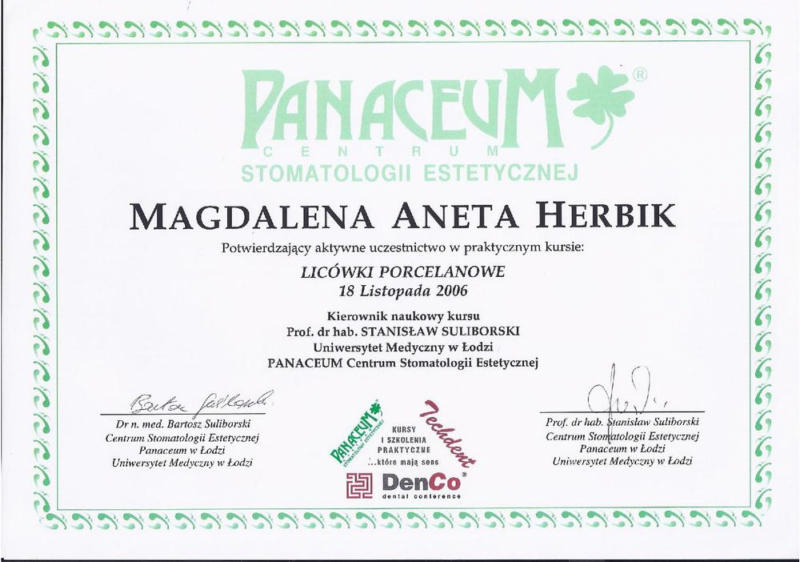 PANACEUM ®
CENTRUM
STOMATOLOGII ESTETYCZNEJ
MAGDALENA ANETA HERBIK
Potwierdzający aktywne uczestnictwo w praktycznym kursie:
LICÓWKI PORCELANOWE
18 Listopada 2006
Kierownik naukowy kursu
Prof. dr hab. STANISŁAW SULIBORSKI
Uniwersytet Medyczny w Łodzi
PANACEUM Centrum Stomatologii Estetycznej
Dr n. med. Bartosz Suliborski
Centrum Stomatologii Estetycznej
Panaceum w Łodzi
Uniwersytet Medyczny w Łodzi
PANACEUM
Techdent
KURSY
I SZKOLENIA
PRAKTYCZNE
...które mają sens
DenCo®
dental conference
Prof. dr hab. Stanisław Suliborski
Centrum Stomatologii Estetycznej
Panaceum w Łodzi
Uniwersytet Medyczny w Łodzi